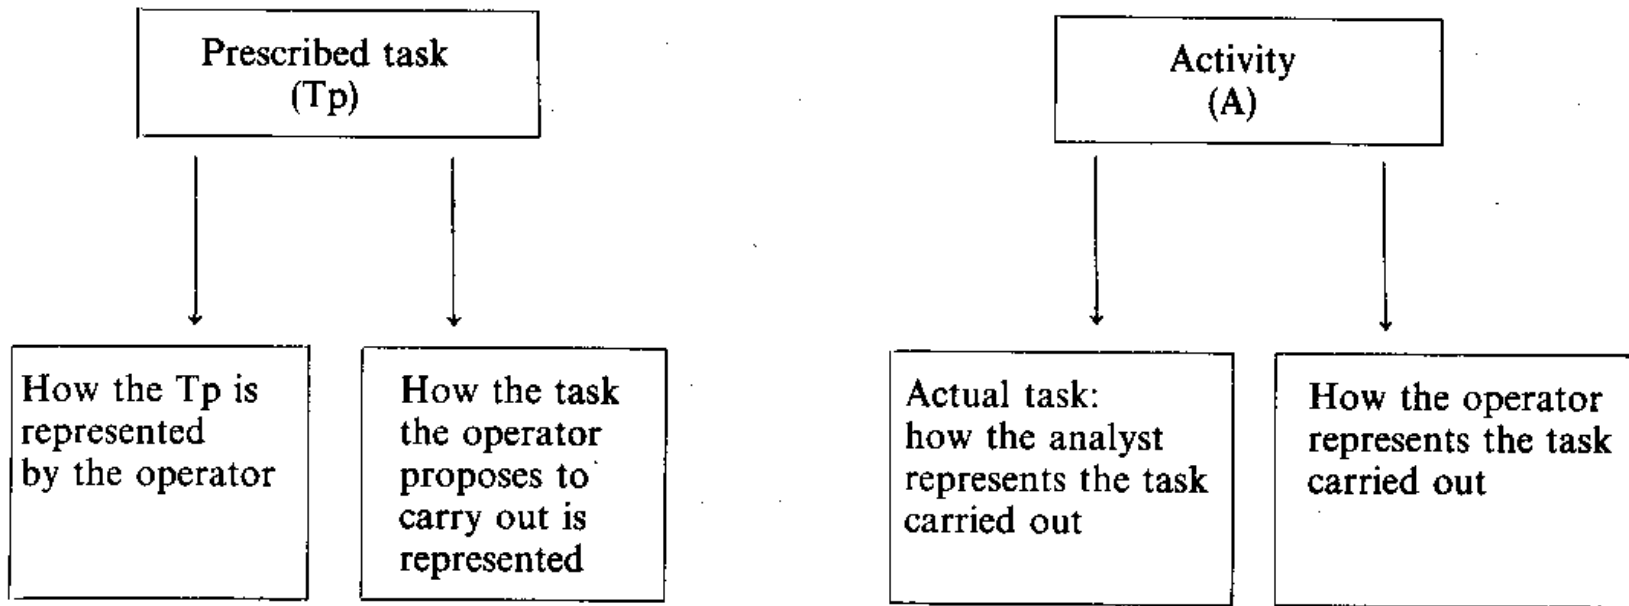 Prescribed task
(Tp)
Activity
(A)
How the Tp is
represented
by the operator
How the task
the operator
proposes to
carry out is
represented
Actual task:
how the analyst
represents the task
carried out
How the operator
represents the task
carried out